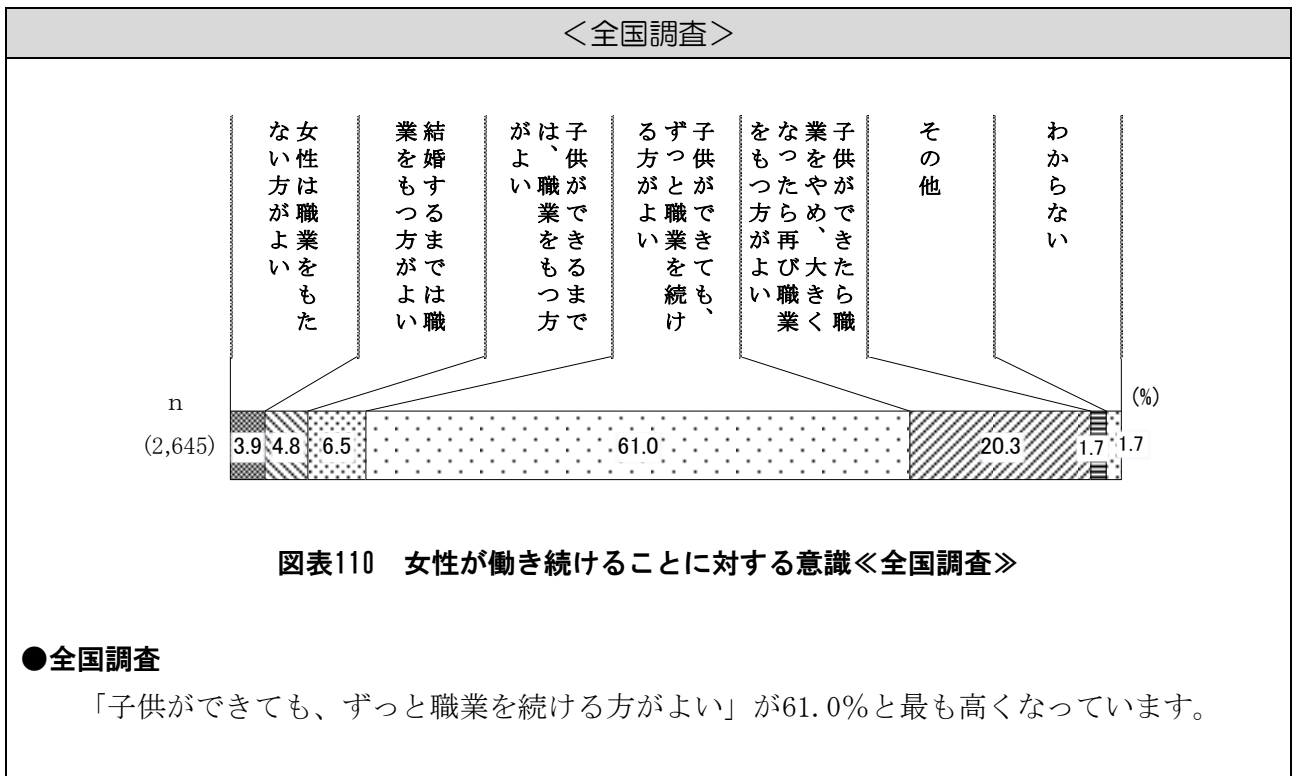 ＜全国調査＞
女性は職業をもた
ない方がよい
結婚するまでは職
業をもつ方がよい
子供ができるまで
は、職業をもつ方
がよい
子供ができても、
ずっと職業を続け
る方がよい
子供ができたら職
業をやめ、大きく
なったら再び職業
をもつ方がよい
その他
わからない
(%)
n
(2,645)
3.9
4.8
6.5
61.0
20.3
1.7
1.7
図表110　女性が働き続けることに対する意識≪全国調査≫
●全国調査
「子供ができても、ずっと職業を続ける方がよい」が61.0％と最も高くなっています。